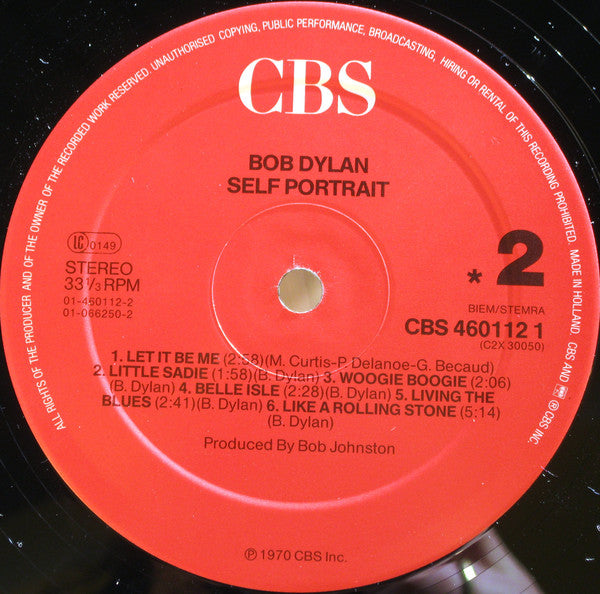 ALL RIGHTS OF THE PRODUCER AND OF THE OWNER OF THE RECORDED WORK RESERVED. UNAUTHORISED COPYING, PUBLIC PERFORMANCE, BROADCASTING, HIRING OR RENTAL OF THIS RECORDING PROHIBITED. MADE IN HOLLAND. CBS AND ® CBS INC.
CBS
BOB DYLAN
SELF PORTRAIT
LC 0149
STEREO
33 1/3 RPM
01-460112-2
01-066250-2
* 2
BIEM/STEMRA
CBS 460112 1
(C2X 30050)
1. LET IT BE ME (2:58)(M. Curtis-P. Delanoe-G. Becaud)
2. LITTLE SADIE (1:58)(B. Dylan) 3. WOOGIE BOOGIE (2:06)
(B. Dylan) 4. BELLE ISLE (2:28)(B. Dylan) 5. LIVING THE
BLUES (2:41)(B. Dylan) 6. LIKE A ROLLING STONE (5:14)
(B. Dylan)
Produced By Bob Johnston
℗ 1970 CBS Inc.